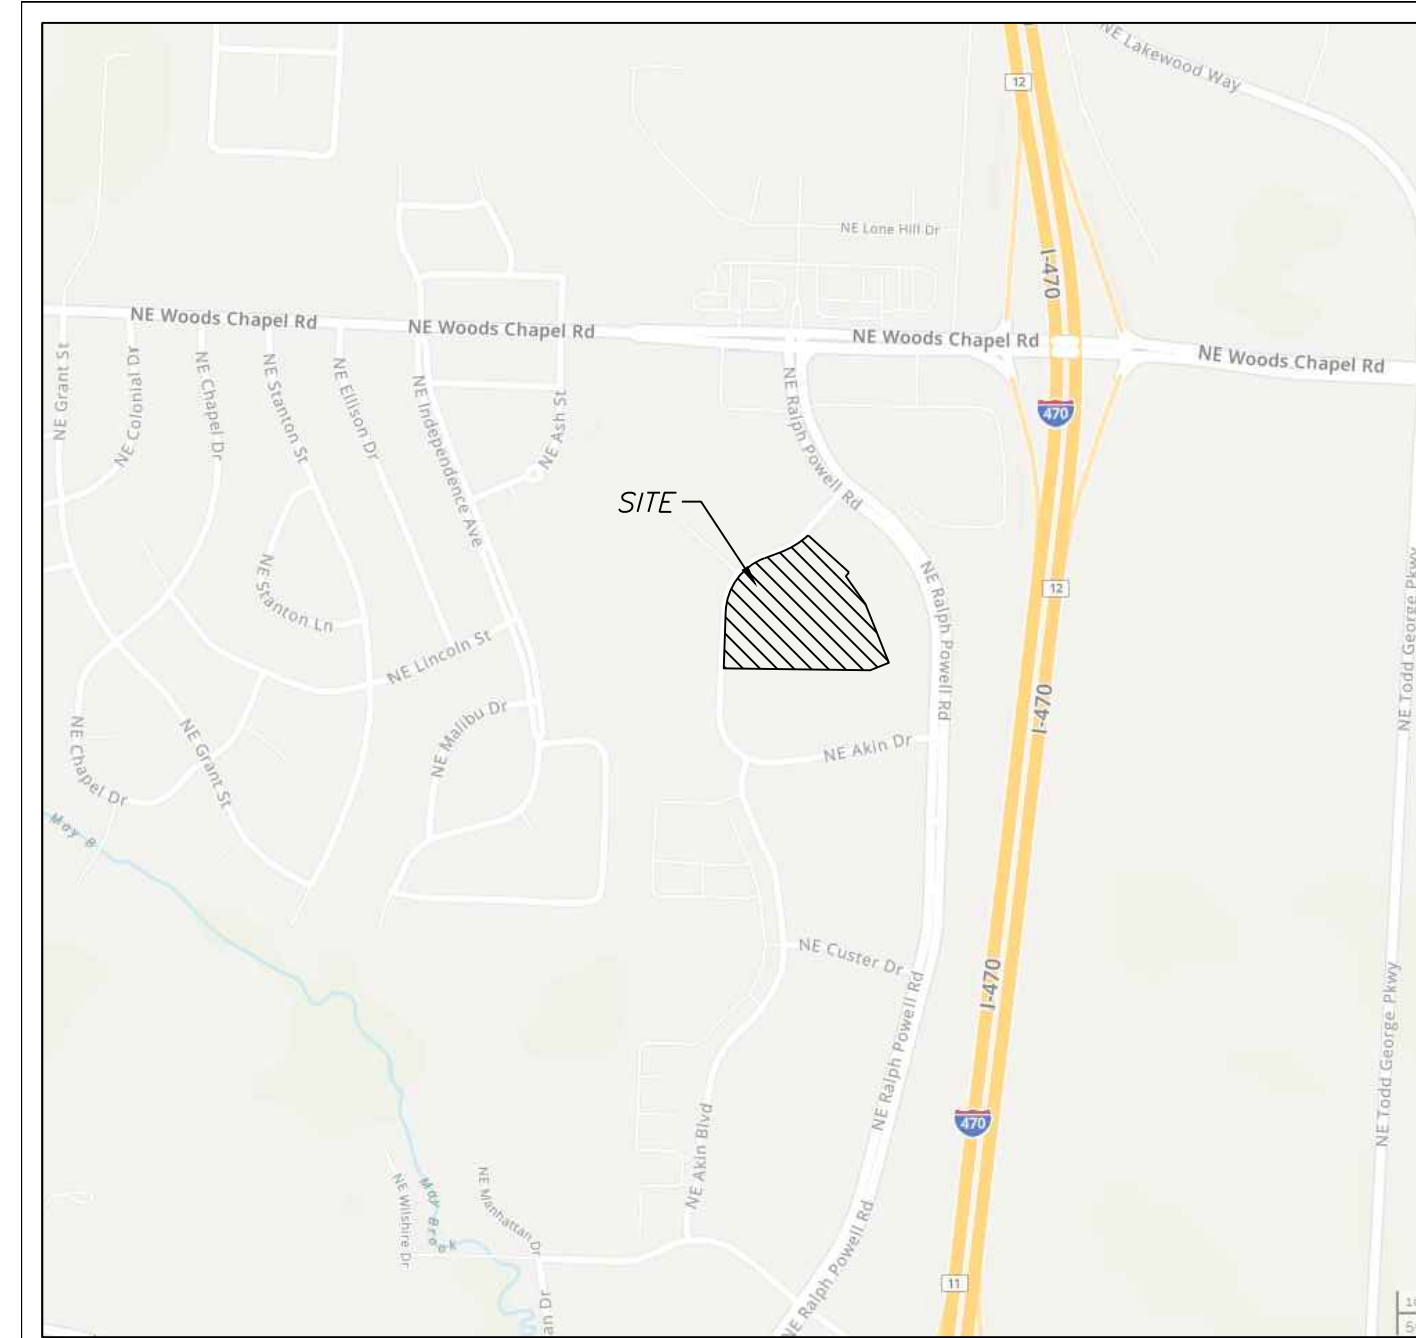 NE Lakewood Way
12
NE Lone Hill Dr
I-470
NE Woods Chapel Rd
NE Woods Chapel Rd
NE Woods Chapel Rd
NE Woods Chapel Rd
NE Grant St
NE Colonial Dr
NE Chapel Dr
NE Stanton St
NE Ellison Dr
NE Independence Ave
NE Ash St
NE Ralph Powell Rd
470
SITE
NE Stanton Ln
NE Ralph Powell Rd
12
NE Todd George Pkwy
NE Lincoln St
NE Malibu Dr
I-470
NE Chapel Dr
NE Grant St
NE Akin Dr
May B
NE Custer Dr
I-470
NE Ralph Powell Rd
NE Todd George Pkwy
470
NE Akin Blvd
NE Wilshire Dr
May Brook
NE Manhattan Dr
NE Ralph Powell Rd
11
an Dr